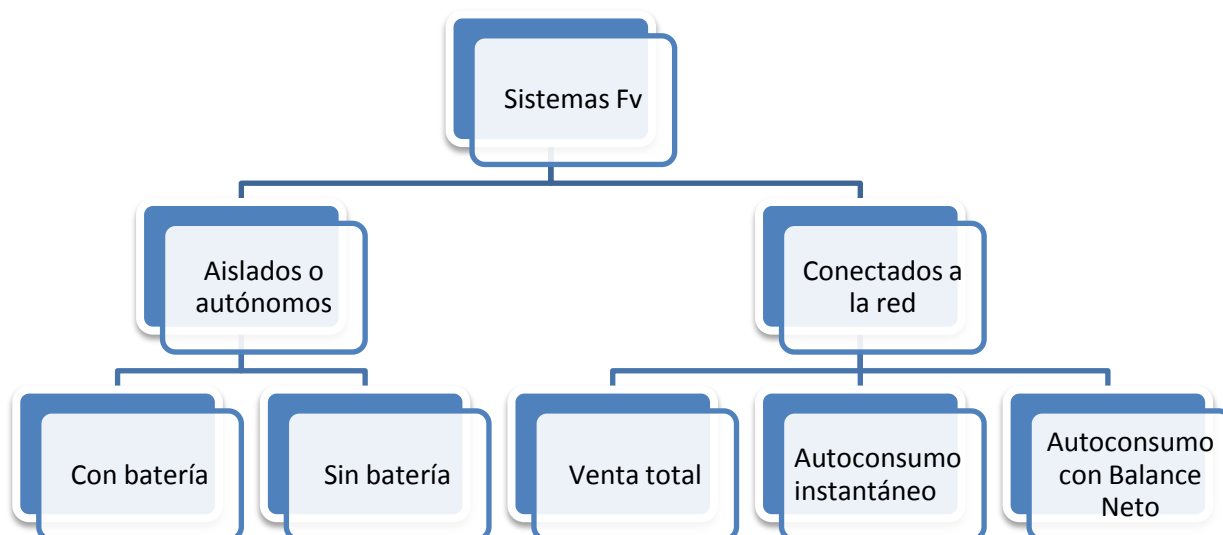 Sistemas Fv
Aislados o
autónomos
Conectados a
la red
Con batería
Sin batería
Venta total
Autoconsumo
instantáneo
Autoconsumo
con Balance
Neto